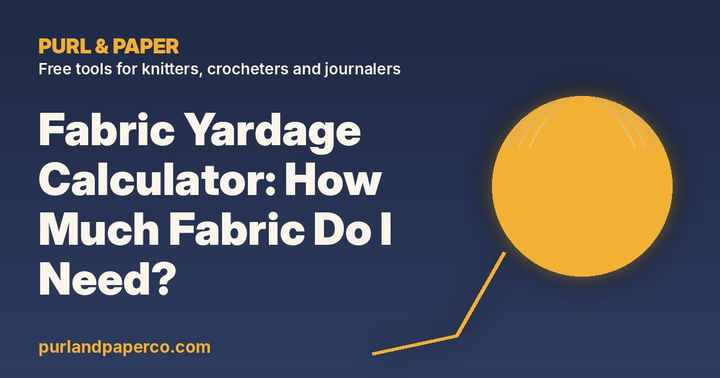 PURL & PAPER
Free tools for knitters, crocheters and journalers
Fabric Yardage
Calculator: How
Much Fabric Do I
Need?
purlandpaperco.com